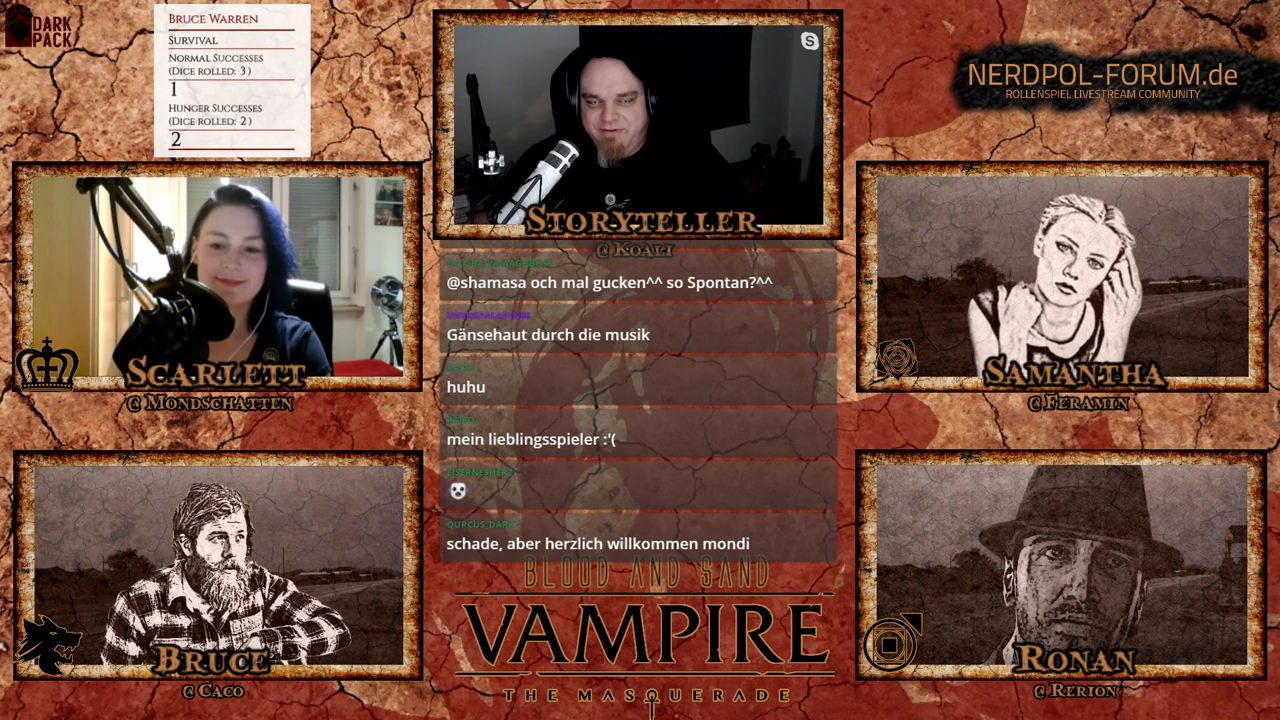 DARK
PACK
BRUCE WARREN
SURVIVAL
NORMAL SUCCESSES
(DICE ROLLED: 3 )
1
HUNGER SUCCESSES
(DICE ROLLED: 2 )
2
NERDPOL-FORUM.de
ROLLENSPIEL LIVESTREAM COMMUNITY
STORYTELLER
@ KOALI
SCARLETT
@ MONDSCHATTEN
SAMANTHA
@ FERAMIN
@shamasa och mal gucken^^ so Spontan?^^
Gänsehaut durch die musik
huhu
mein lieblingsspieler :'(
EISERNESHERZ
OURCUS DARK
schade, aber herzlich willkommen mondi
BRUCE
@ CACO
RONAN
@ RERION
BLOOD AND SAND
VAMPIRE
THE MASQUERADE